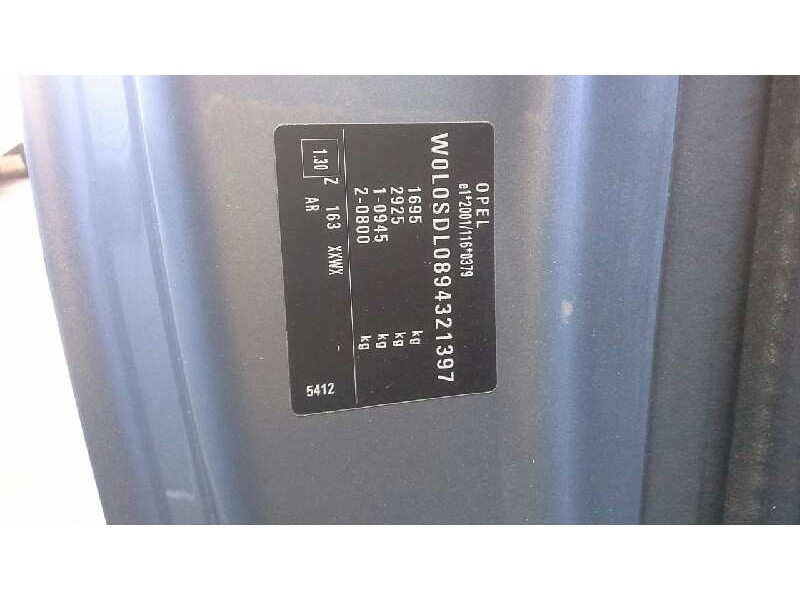 OPEL
e1*2001/116*0379
W0L0SDL0894321397
1695 kg
2925 kg
1-0945 kg
2-0800 kg
1.30 Z 163 XXWX
AR 5412